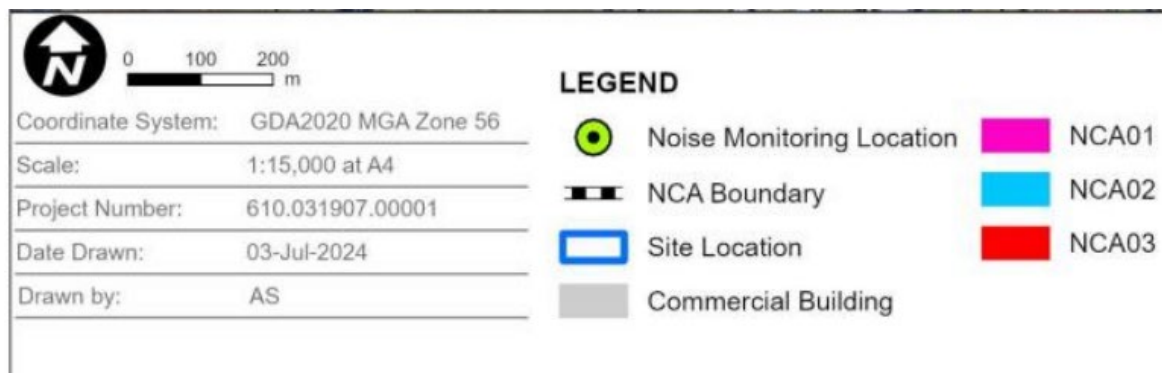 N
0 100 200
m
Coordinate System: GDA2020 MGA Zone 56
Scale: 1:15,000 at A4
Project Number: 610.031907.00001
Date Drawn: 03-Jul-2024
Drawn by: AS
LEGEND
Noise Monitoring Location
NCA Boundary
Site Location
Commercial Building
NCA01
NCA02
NCA03